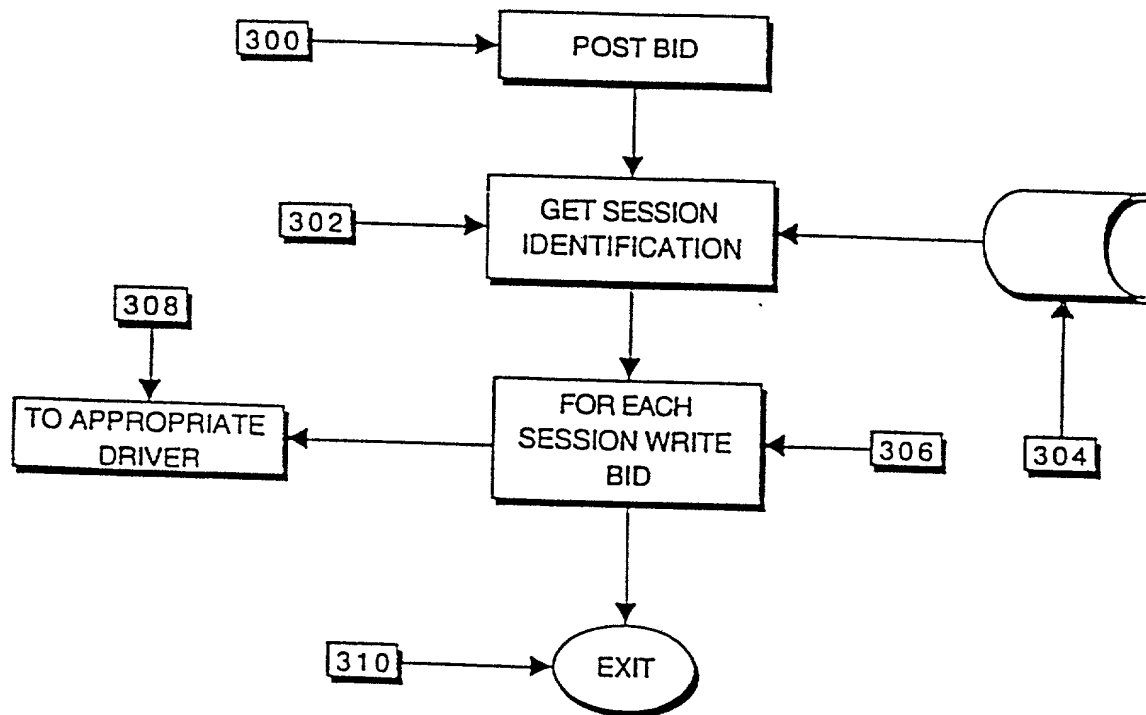 300
POST BID
302
GET SESSION
IDENTIFICATION
308
TO APPROPRIATE
DRIVER
FOR EACH
SESSION WRITE
BID
306
304
310
EXIT